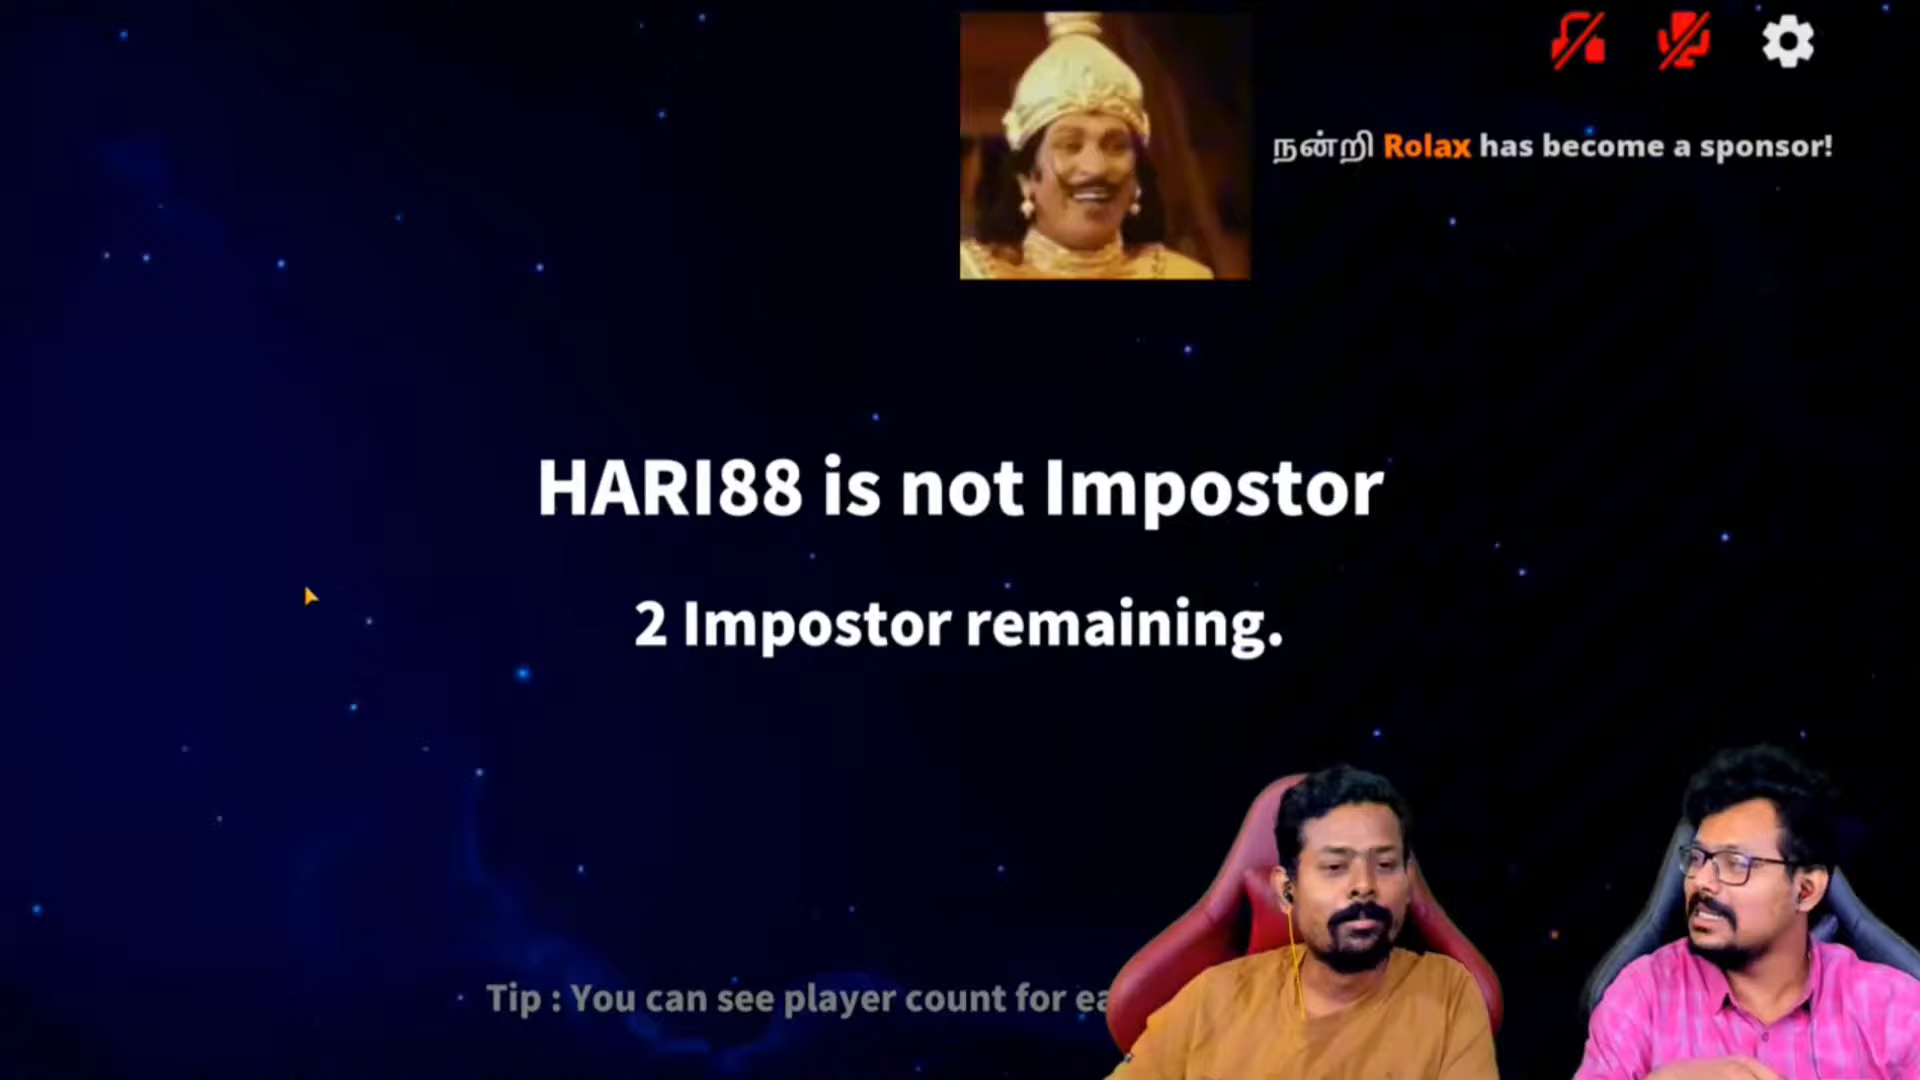 நன்றி Rolax has become a sponsor!
HARI88 is not Impostor
2 Impostor remaining.
Tip : You can see player count for